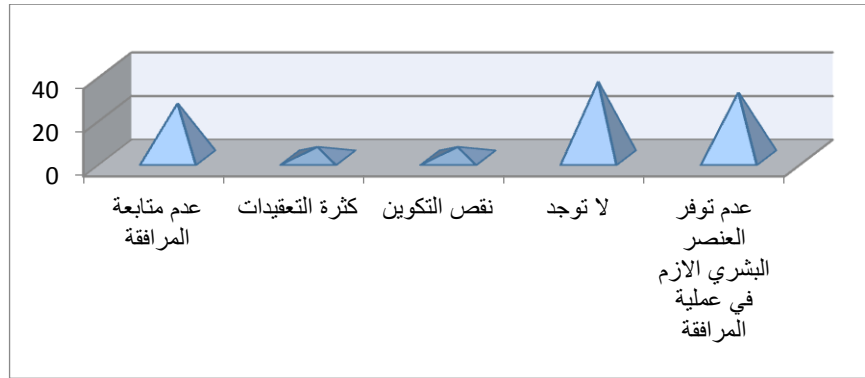 40
20
0
عدم متابعة
المرافقة
كثرة التعقيدات
نقص التكوين
لا توجد
عدم توفر
العنصر
البشري الازم
في عملية
المرافقة